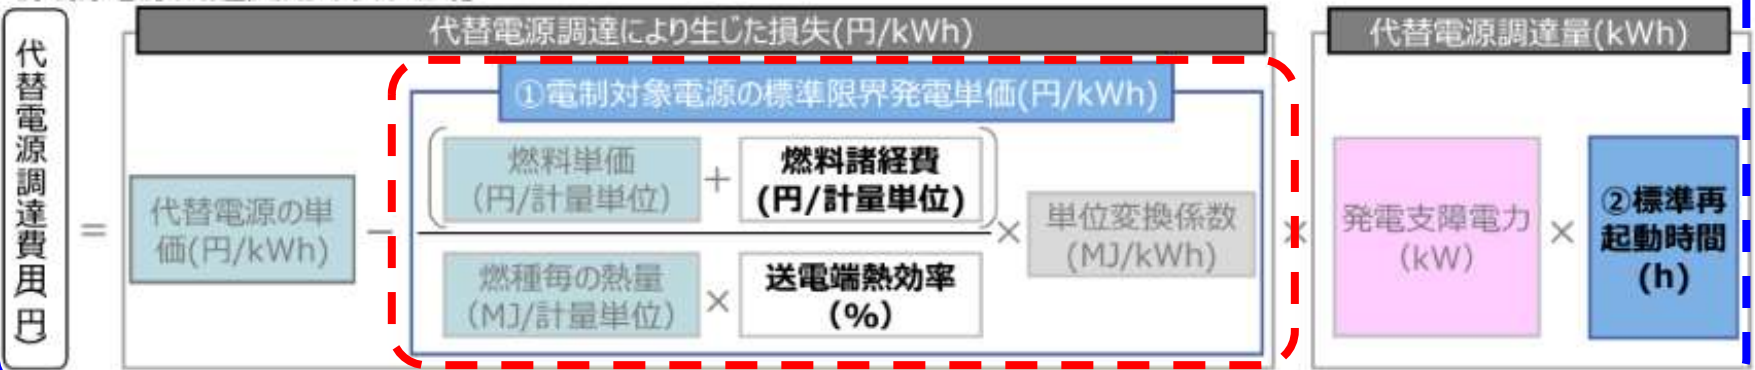 代替電源調達費用(円)
=
代替電源調達により生じた損失(円/kWh)
代替電源の単
価(円/kWh)
−
①電制対象電源の標準限界発電単価(円/kWh)
燃料単価
(円/計量単位)
+
燃料諸経費
(円/計量単位)
燃種毎の熱量
(MJ/計量単位)
×
送電端熱効率
(%)
×
単位変換係数
(MJ/kWh)
×
代替電源調達量(kWh)
発電支障電力
(kW)
×
②標準再
起動時間
(h)